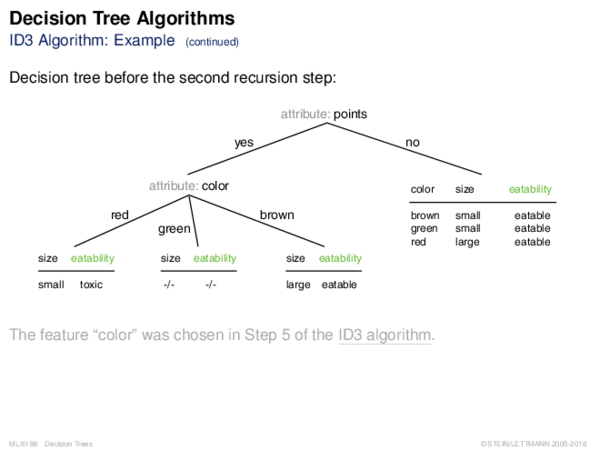 Decision Tree Algorithms
ID3 Algorithm: Example (continued)
Decision tree before the second recursion step:
attribute: points
yes no
attribute: color
color size eatability
brown small eatable
green small eatable
red large eatable
red green brown
size eatability
small toxic
size eatability
-/- -/-
size eatability
large eatable
The feature “color” was chosen in Step 5 of the ID3 algorithm.
ML:III-86 Decision Trees
© STEIN/LETTMANN 2005-2018